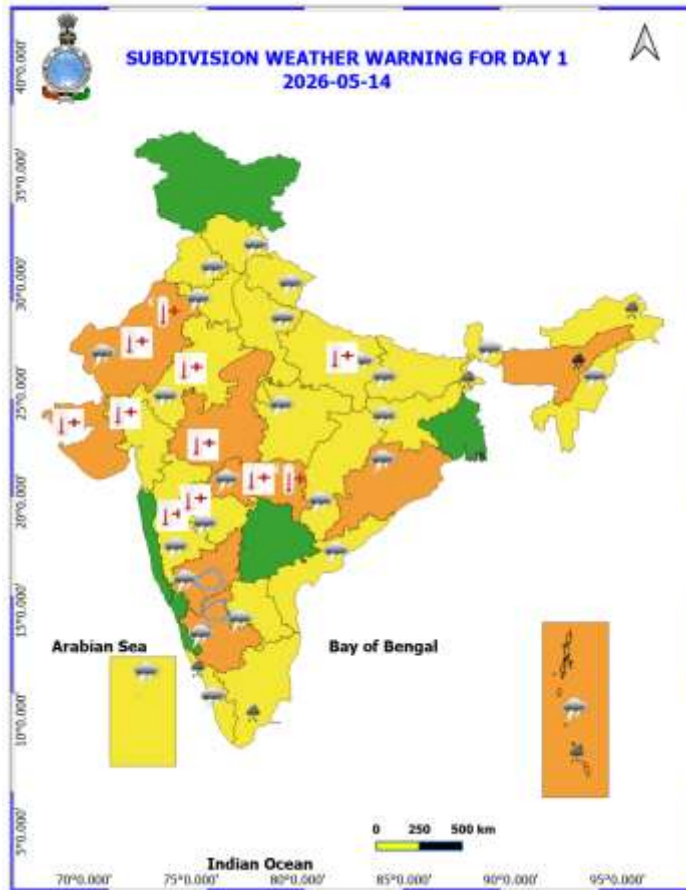 SUBDIVISION WEATHER WARNING FOR DAY 1
2026-05-14
40°0.000'
35°0.000'
30°0.000'
25°0.000'
20°0.000'
15°0.000'
10°0.000'
5°0.000'
Arabian Sea
Bay of Bengal
0 250 500 km
Indian Ocean
70°0.000' 75°0.000' 80°0.000' 85°0.000' 90°0.000' 95°0.000'